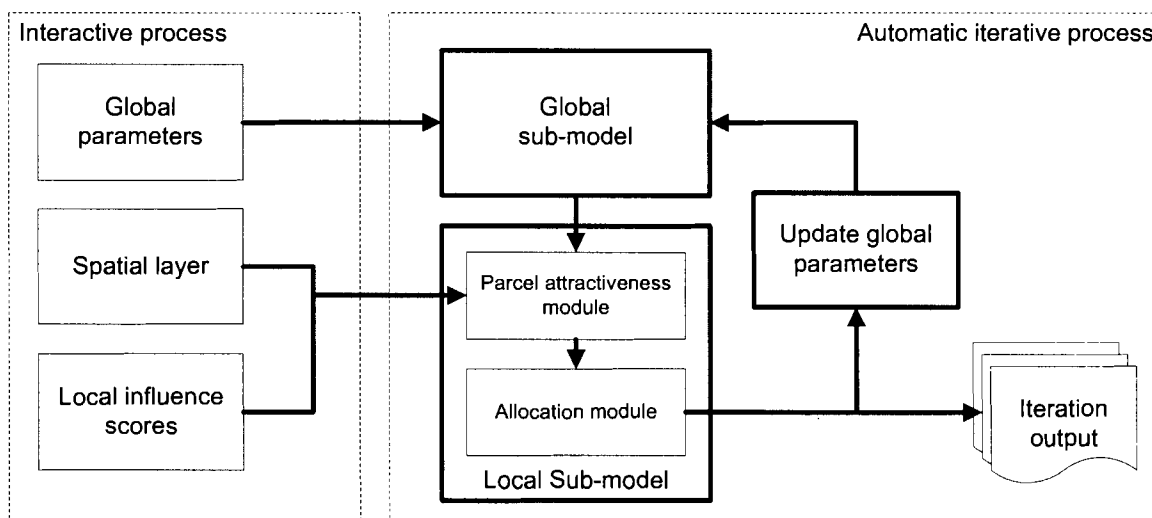 Interactive process
Automatic iterative process
Global
parameters
Global
sub-model
Spatial layer
Parcel attractiveness
module
Update global
parameters
Local influence
scores
Allocation module
Iteration
output
Local Sub-model